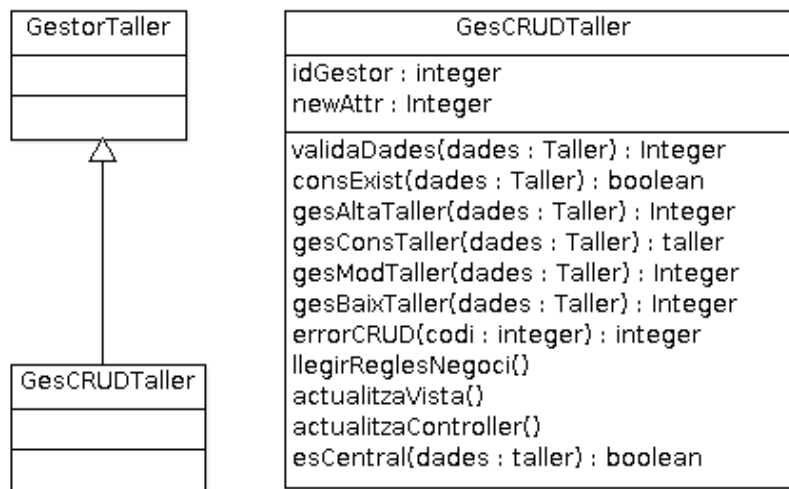 GestorTaller
GesCRUDTaller
GesCRUDTaller
idGestor : integer
newAttr : Integer
validaDades(dades : Taller) : Integer
consExist(dades : Taller) : boolean
gesAltaTaller(dades : Taller) : Integer
gesConsTaller(dades : Taller) : taller
gesModTaller(dades : Taller) : Integer
gesBaixTaller(dades : Taller) : Integer
errorCRUD(codi : integer) : integer
llegirReglesNegoci()
actualitzaVista()
actualitzaController()
esCentral(dades : taller) : boolean